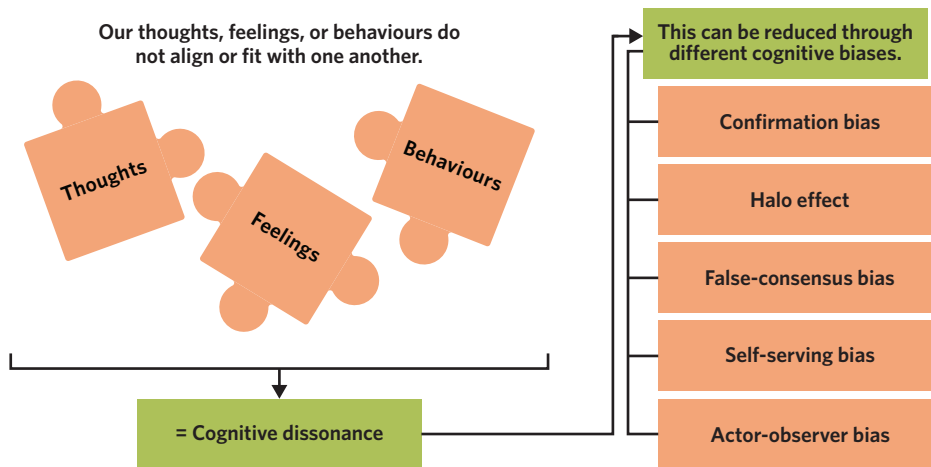 Our thoughts, feelings, or behaviours do
not align or fit with one another.
Thoughts
Feelings
Behaviours
= Cognitive dissonance
This can be reduced through
different cognitive biases.
Confirmation bias
Halo effect
False-consensus bias
Self-serving bias
Actor-observer bias